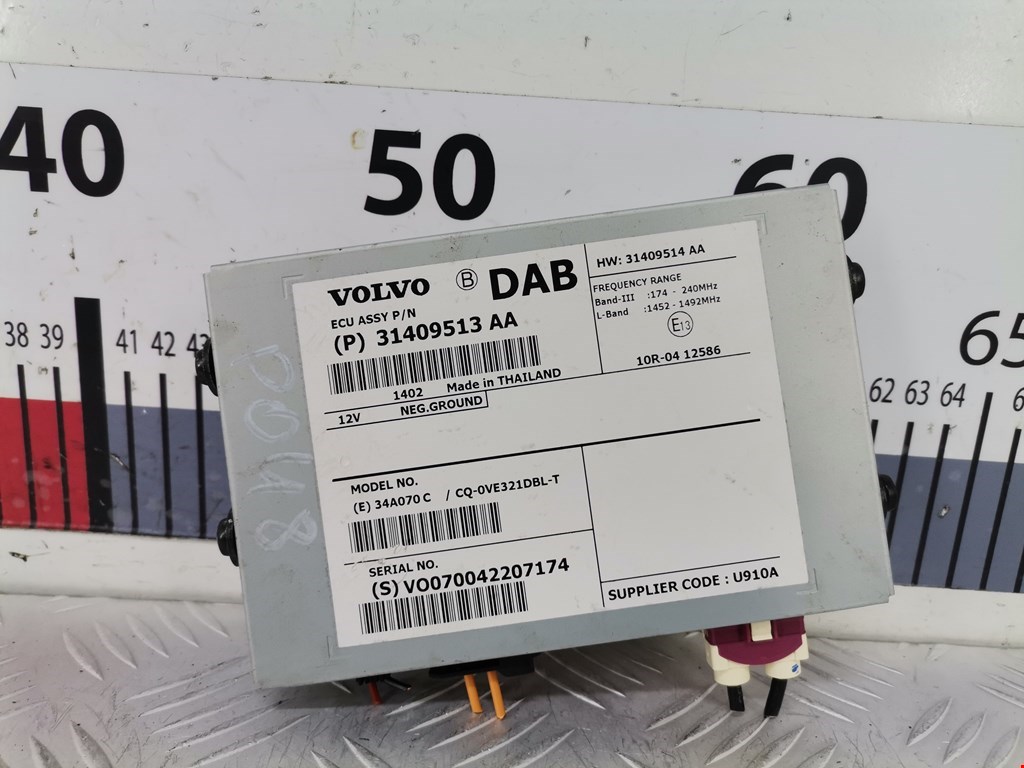 40
50
60
65
38 39 41 42 43
62 63 64
VOLVO B DAB
ECU ASSY P/N
(P) 31409513 AA
1402 Made in THAILAND
12V NEG.GROUND
HW: 31409514 AA
FREQUENCY RANGE
Band-III :174 - 240MHz
L-Band :1452 - 1492MHz
E13
10R-04 12586
MODEL NO.
(E) 34A070 C / CQ-0VE321DBL-T
SERIAL NO.
(S) VO070042207174
SUPPLIER CODE : U910A